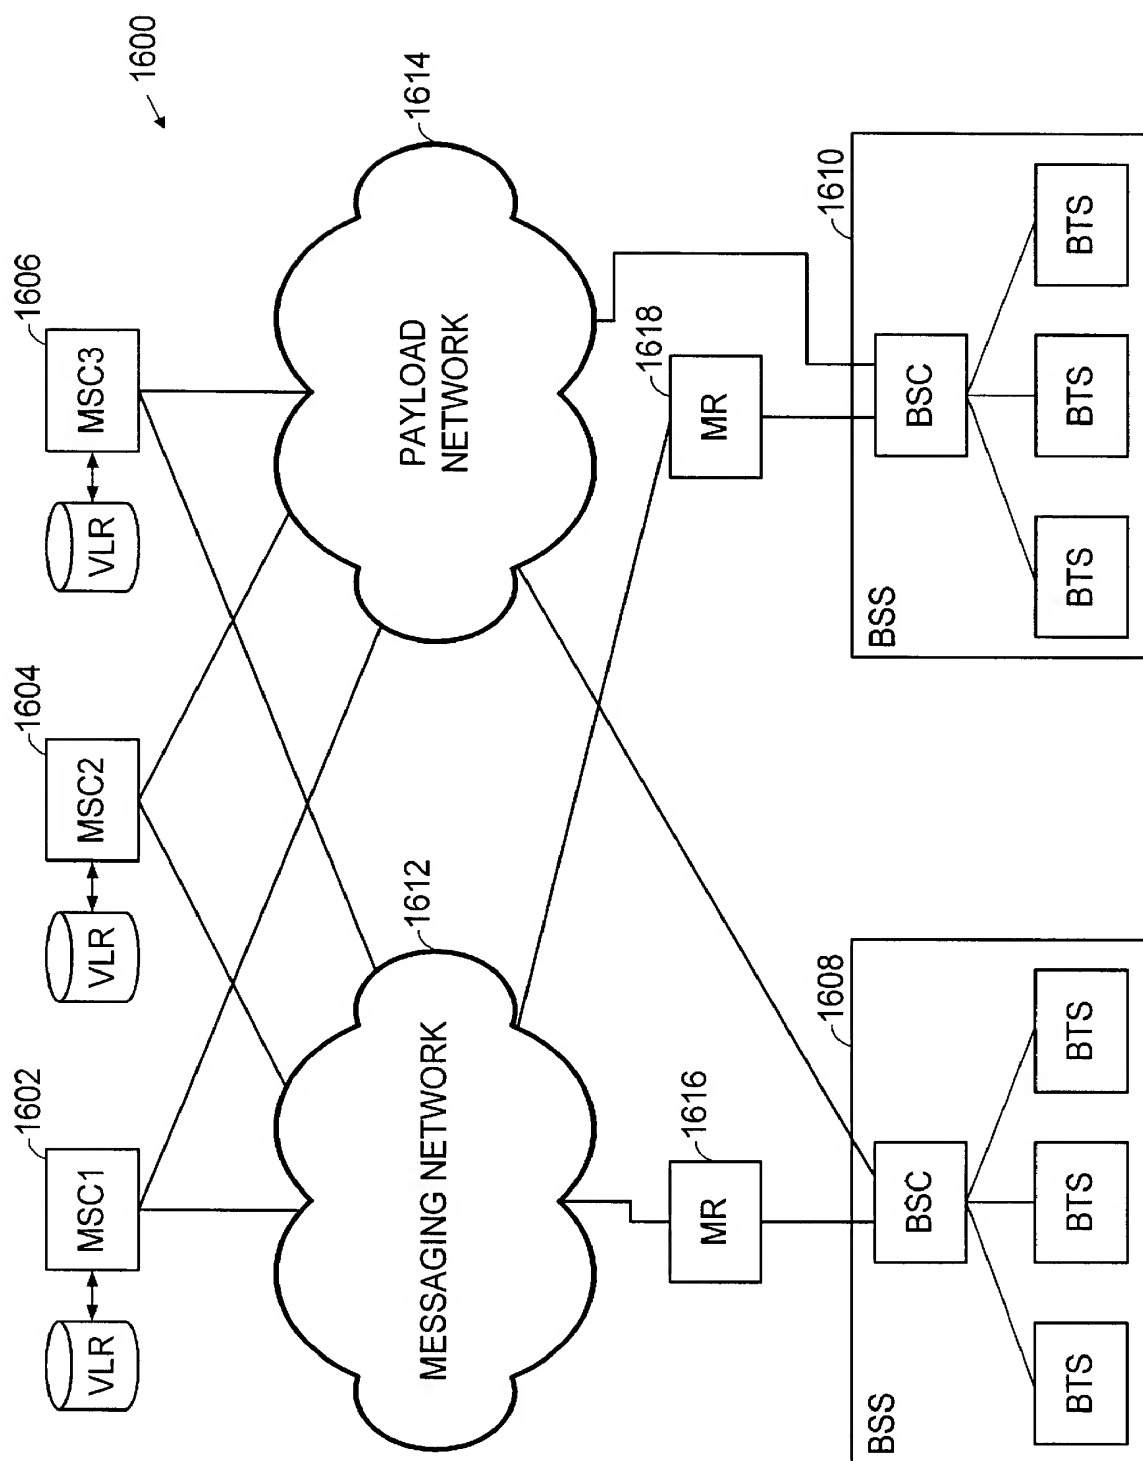 1600
1602
1604
1606
VLR
MSC1
VLR
MSC2
VLR
MSC3
1612
1614
MESSAGING NETWORK
PAYLOAD
NETWORK
1616
1618
MR
MR
1608
1610
BSS
BSC
BTS
BTS
BTS
BSS
BSC
BTS
BTS
BTS